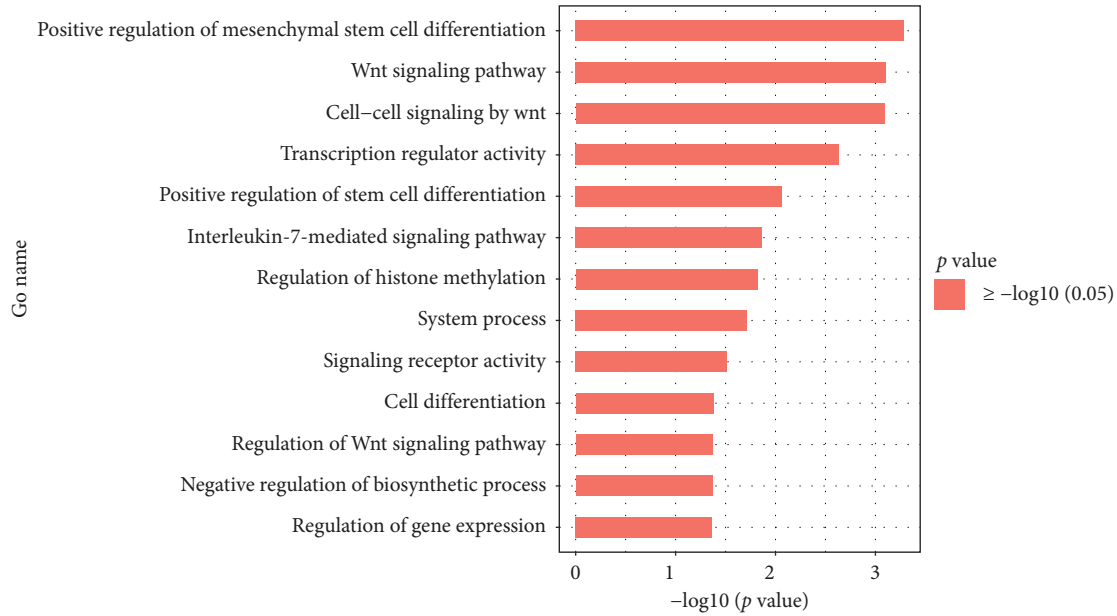 Positive regulation of mesenchymal stem cell differentiation
Wnt signaling pathway
Cell−cell signaling by wnt
Transcription regulator activity
Positive regulation of stem cell differentiation
Interleukin-7-mediated signaling pathway
Regulation of histone methylation
System process
Signaling receptor activity
Cell differentiation
Regulation of Wnt signaling pathway
Negative regulation of biosynthetic process
Regulation of gene expression
Go name
0 1 2 3
−log10 (p value)
p value
≥ −log10 (0.05)